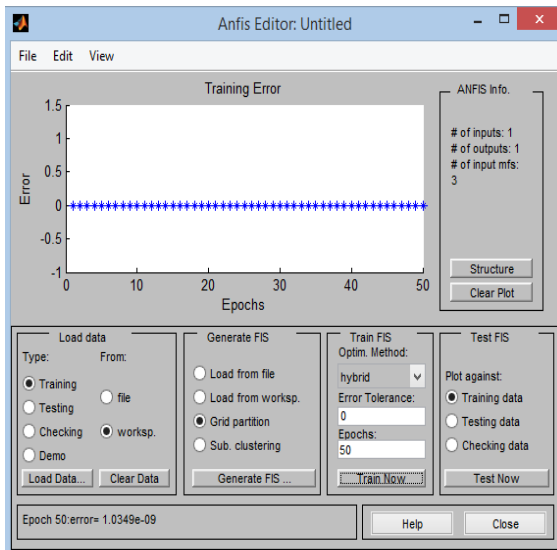 Anfis Editor: Untitled
File Edit View
Training Error
1.5
1
0.5
0
-0.5
-1
Error
0 10 20 30 40 50
Epochs
ANFIS Info.
# of inputs: 1
# of outputs: 1
# of input mfs:
3
Structure
Clear Plot
Load data
Type: From:
Training
Testing
Checking
Demo
file
worksp.
Load Data... Clear Data
Generate FIS
Load from file
Load from worksp.
Grid partition
Sub. clustering
Generate FIS ...
Train FIS
Optim. Method:
hybrid
Error Tolerance:
0
Epochs:
50
Train Now
Test FIS
Plot against:
Training data
Testing data
Checking data
Test Now
Epoch 50:error= 1.0349e-09
Help Close